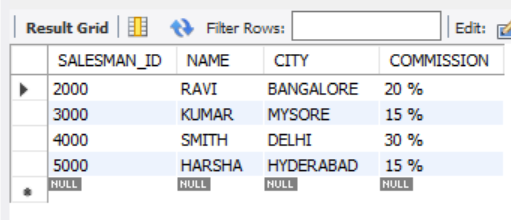 Result Grid Filter Rows: Edit:
SALESMAN_ID NAME CITY COMMISSION
2000 RAVI BANGALORE 20 %
3000 KUMAR MYSORE 15 %
4000 SMITH DELHI 30 %
5000 HARSHA HYDERABAD 15 %
NULL NULL NULL NULL